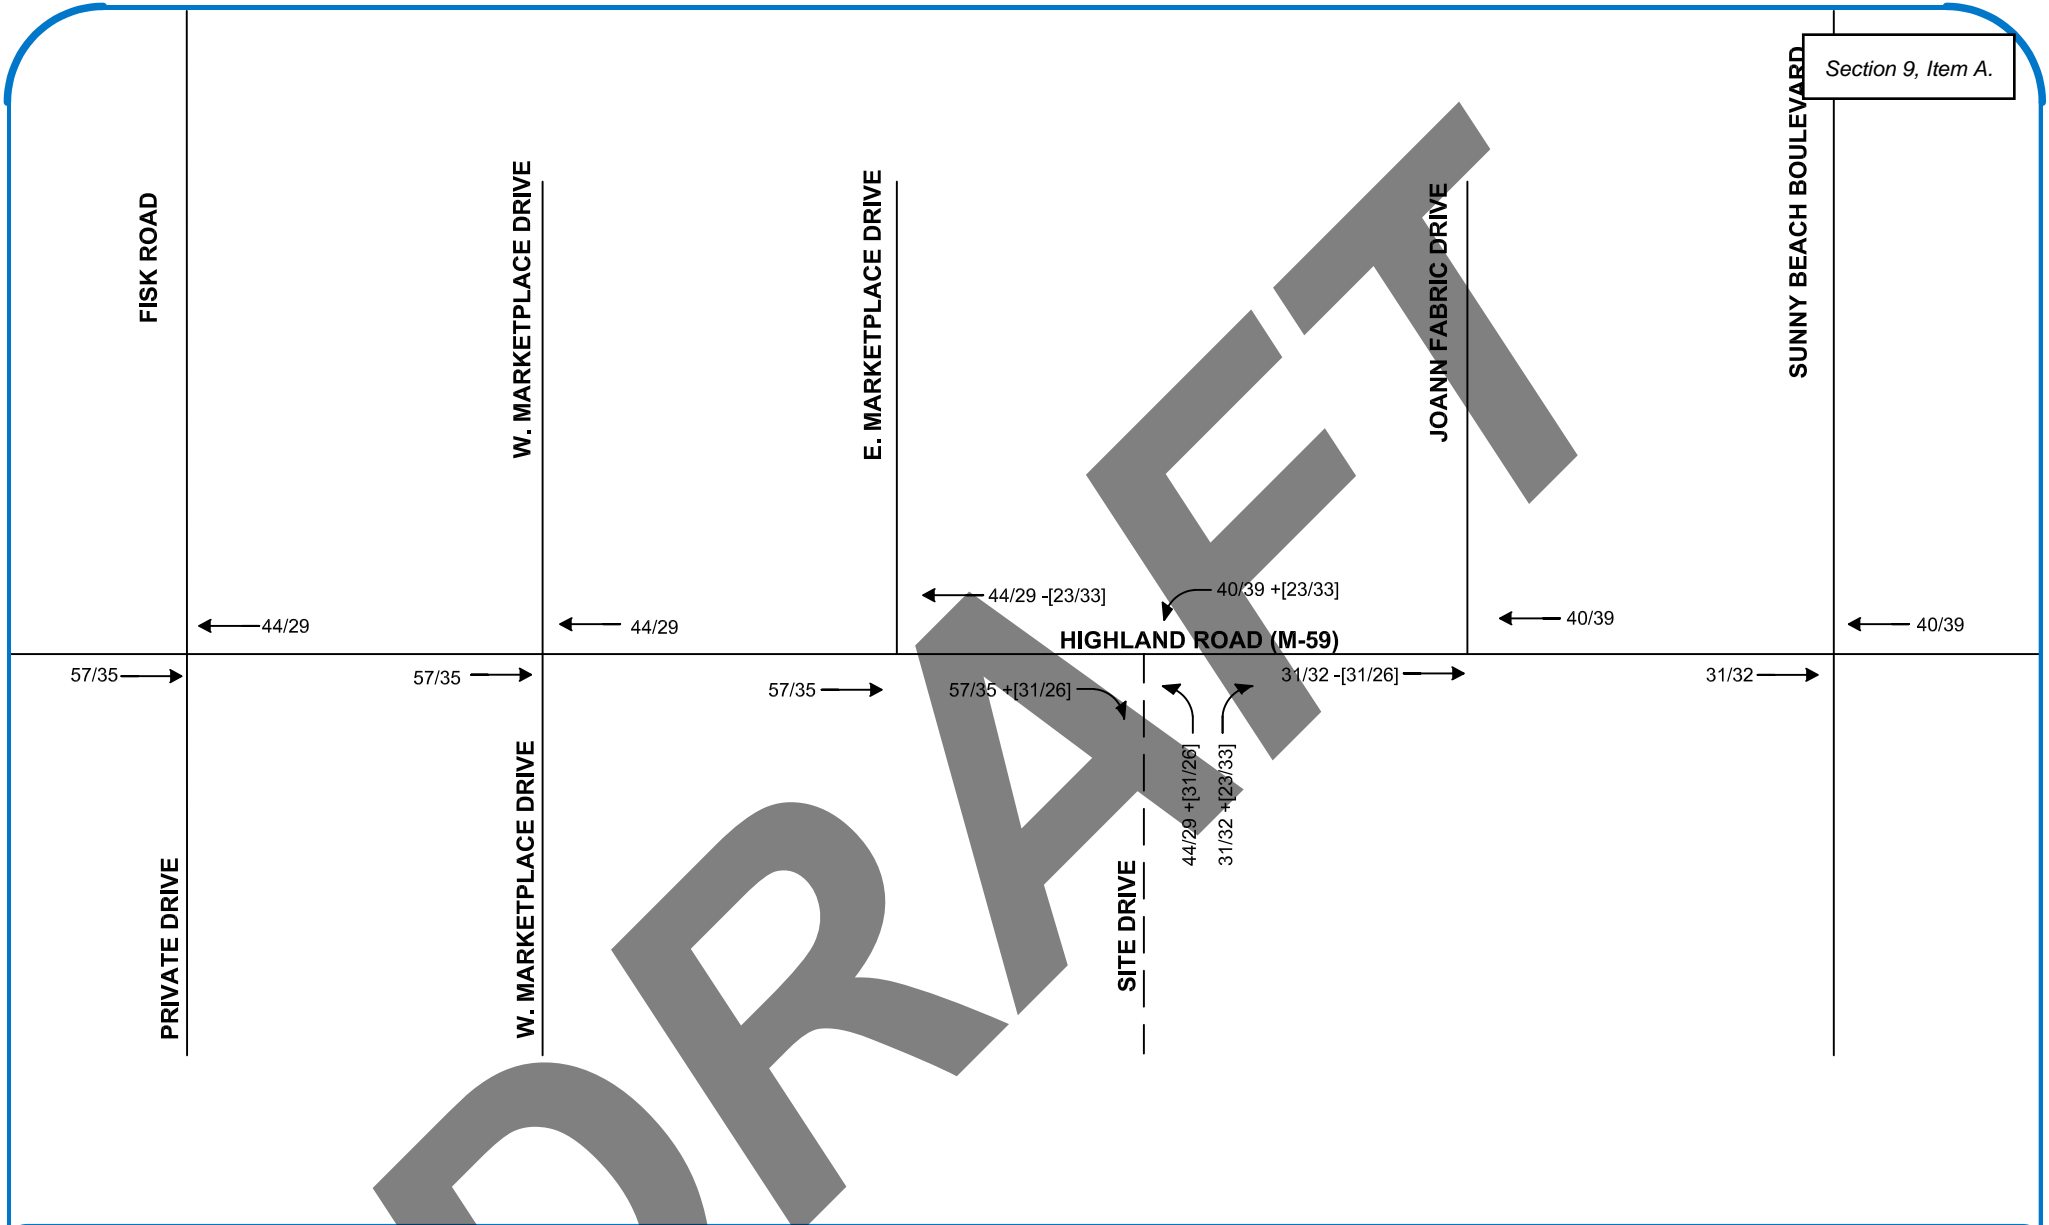 Section 9, Item A.
FISK ROAD
W. MARKETPLACE DRIVE
E. MARKETPLACE DRIVE
JOANN FABRIC DRIVE
SUNNY BEACH BOULEVARD
44/29
44/29
44/29 -[23/33]
40/39 +[23/33]
40/39
40/39
HIGHLAND ROAD (M-59)
57/35
57/35
57/35
57/35 +[31/26]
31/32 -[31/26]
31/32
44/29 +[31/26]
31/32 +[23/33]
PRIVATE DRIVE
W. MARKETPLACE DRIVE
SITE DRIVE
DRAFT